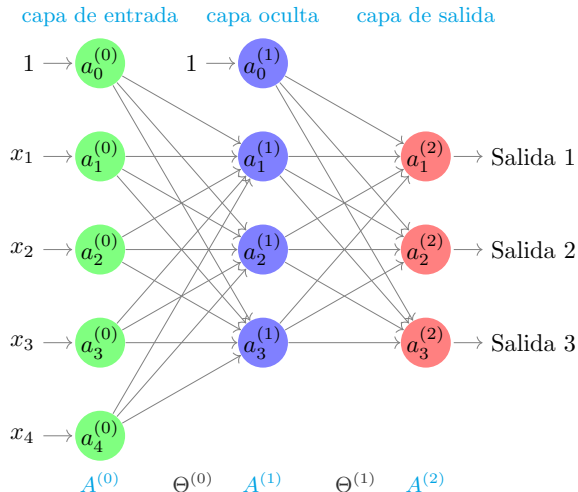 capa de entrada capa oculta capa de salida
1 a_0^{(0)} 1 a_0^{(1)}
x_1 a_1^{(0)} a_1^{(1)} a_1^{(2)} Salida 1
x_2 a_2^{(0)} a_2^{(1)} a_2^{(2)} Salida 2
x_3 a_3^{(0)} a_3^{(1)} a_3^{(2)} Salida 3
x_4 a_4^{(0)}
A^{(0)} Θ^{(0)} A^{(1)} Θ^{(1)} A^{(2)}